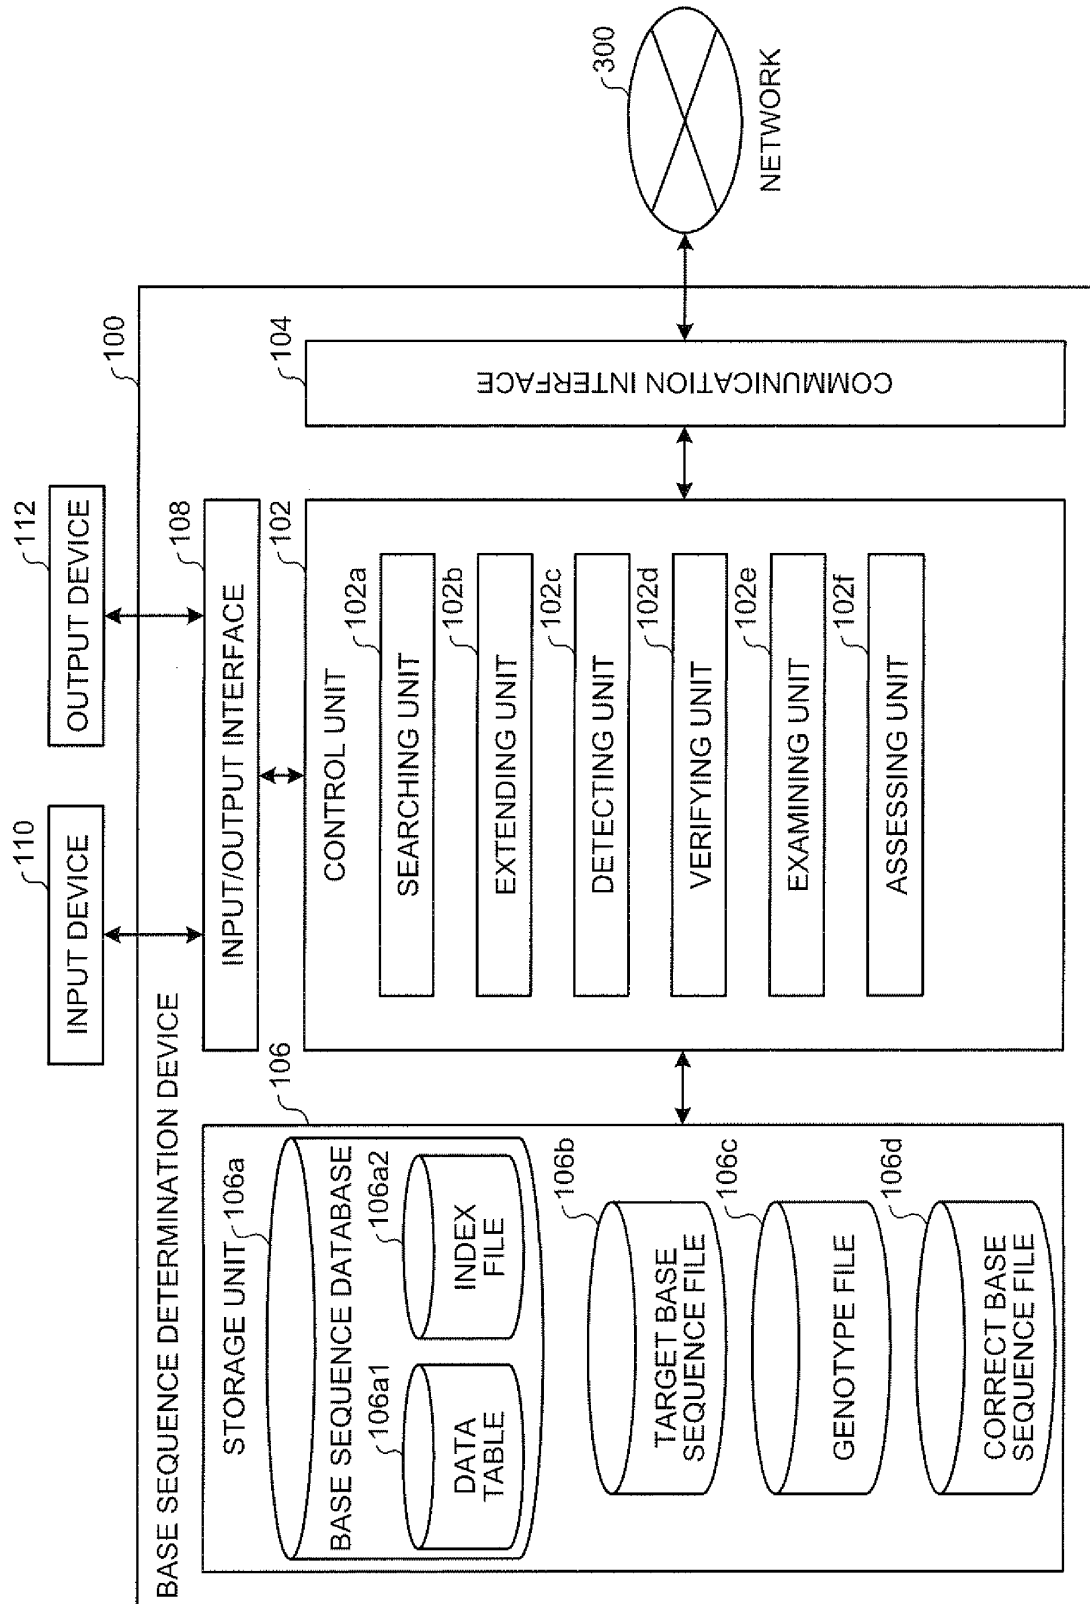 110
INPUT DEVICE
112
OUTPUT DEVICE
100
BASE SEQUENCE DETERMINATION DEVICE
108
INPUT/OUTPUT INTERFACE
106
STORAGE UNIT
106a
BASE SEQUENCE DATABASE
106a1
DATA
TABLE
106a2
INDEX
FILE
106b
TARGET BASE
SEQUENCE FILE
106c
GENOTYPE FILE
106d
CORRECT BASE
SEQUENCE FILE
102
CONTROL UNIT
102a
SEARCHING UNIT
102b
EXTENDING UNIT
102c
DETECTING UNIT
102d
VERIFYING UNIT
102e
EXAMINING UNIT
102f
ASSESSING UNIT
104
COMMUNICATION INTERFACE
300
NETWORK